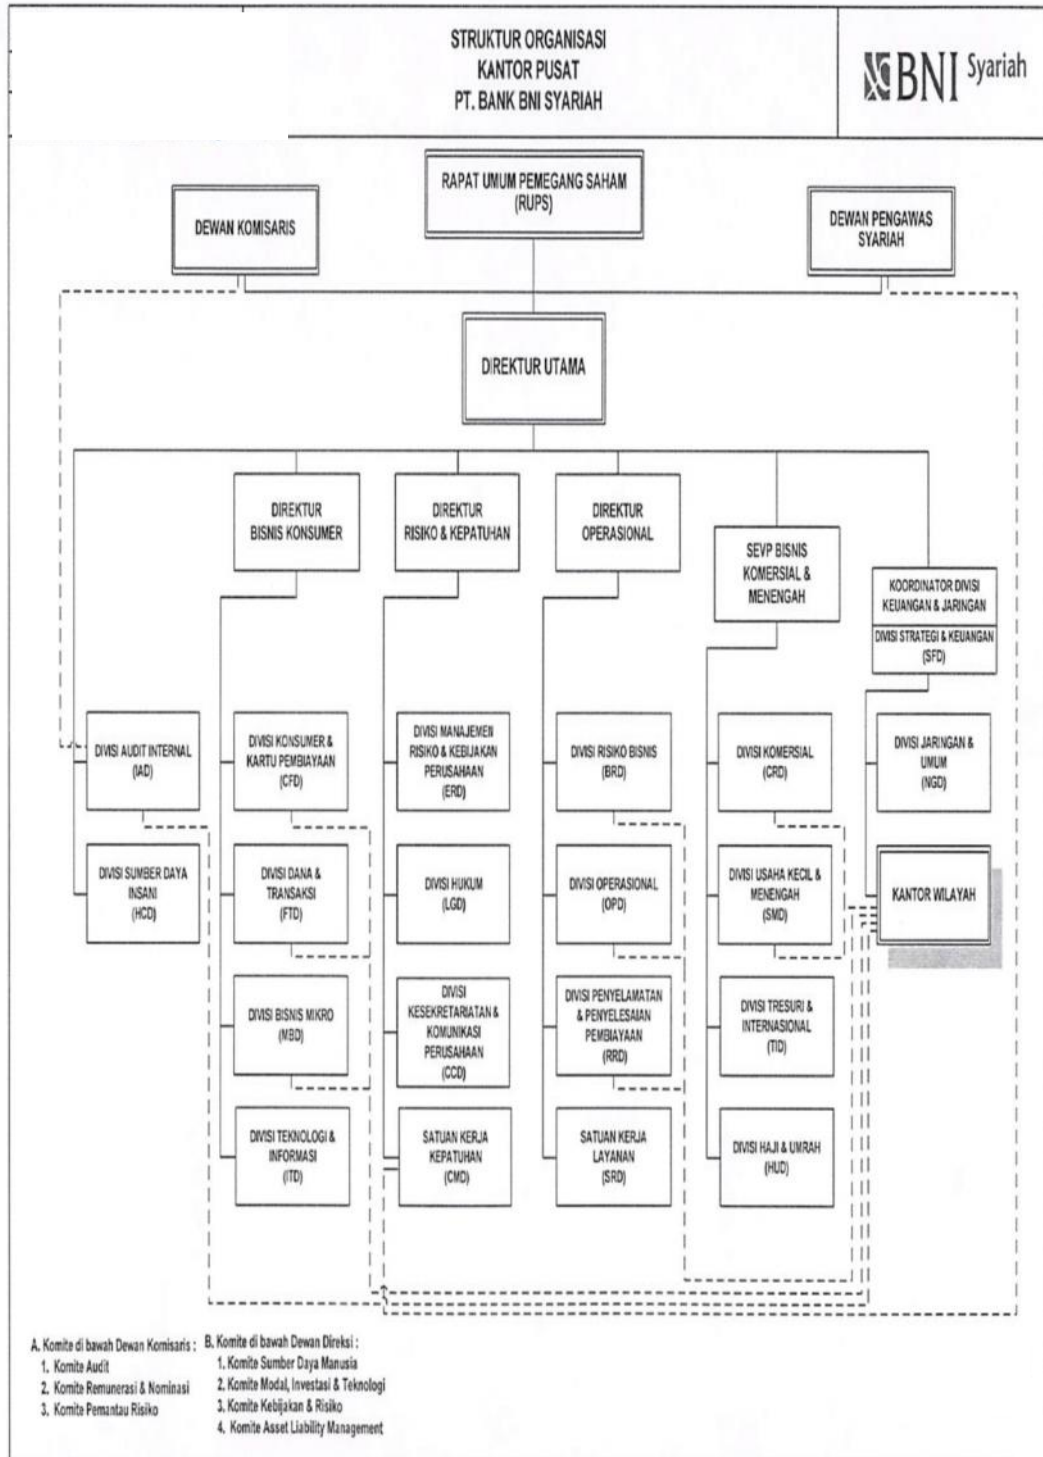 STRUKTUR ORGANISASI
KANTOR PUSAT
PT. BANK BNI SYARIAH
BNI Syariah
RAPAT UMUM PEMEGANG SAHAM
(RUPS)
DEWAN KOMISARIS
DEWAN PENGAWAS
SYARIAH
DIREKTUR UTAMA
DIREKTUR
BISNIS KONSUMER
DIREKTUR
RISIKO & KEPATUHAN
DIREKTUR
OPERASIONAL
SEVP BISNIS
KOMERSIAL &
MENENGAH
KOORDINATOR DIVISI
KEUANGAN & JARINGAN
DIVISI STRATEGI & KEUANGAN
(SFD)
DIVISI AUDIT INTERNAL
(IAD)
DIVISI KONSUMER &
KARTU PEMBIAYAAN
(CFD)
DIVISI MANAJEMEN
RISIKO & KEBIJAKAN
PERUSAHAAN
(ERD)
DIVISI RISIKO BISNIS
(BRD)
DIVISI KOMERSIAL
(CRD)
DIVISI JARINGAN &
UMUM
(NGD)
DIVISI SUMBER DAYA
INSANI
(HCD)
DIVISI DANA &
TRANSAKSI
(FTD)
DIVISI HUKUM
(LGD)
DIVISI OPERASIONAL
(OPD)
DIVISI USAHA KECIL &
MENENGAH
(SMD)
KANTOR WILAYAH
DIVISI BISNIS MIKRO
(MBD)
DIVISI
KESEKRETARIATAN &
KOMUNIKASI
PERUSAHAAN
(CCD)
DIVISI PENYELAMATAN
& PENYELESAIAN
PEMBIAYAAN
(RRD)
DIVISI TRESURI &
INTERNASIONAL
(TID)
DIVISI TEKNOLOGI &
INFORMASI
(ITD)
SATUAN KERJA
KEPATUHAN
(CMD)
SATUAN KERJA
LAYANAN
(SRD)
DIVISI HAJI & UMRAH
(HUD)
A. Komite di bawah Dewan Komisaris :
1. Komite Audit
2. Komite Remunerasi & Nominasi
3. Komite Pemantau Risiko
B. Komite di bawah Dewan Direksi :
1. Komite Sumber Daya Manusia
2. Komite Modal, Investasi & Teknologi
3. Komite Kebijakan & Risiko
4. Komite Asset Liability Management